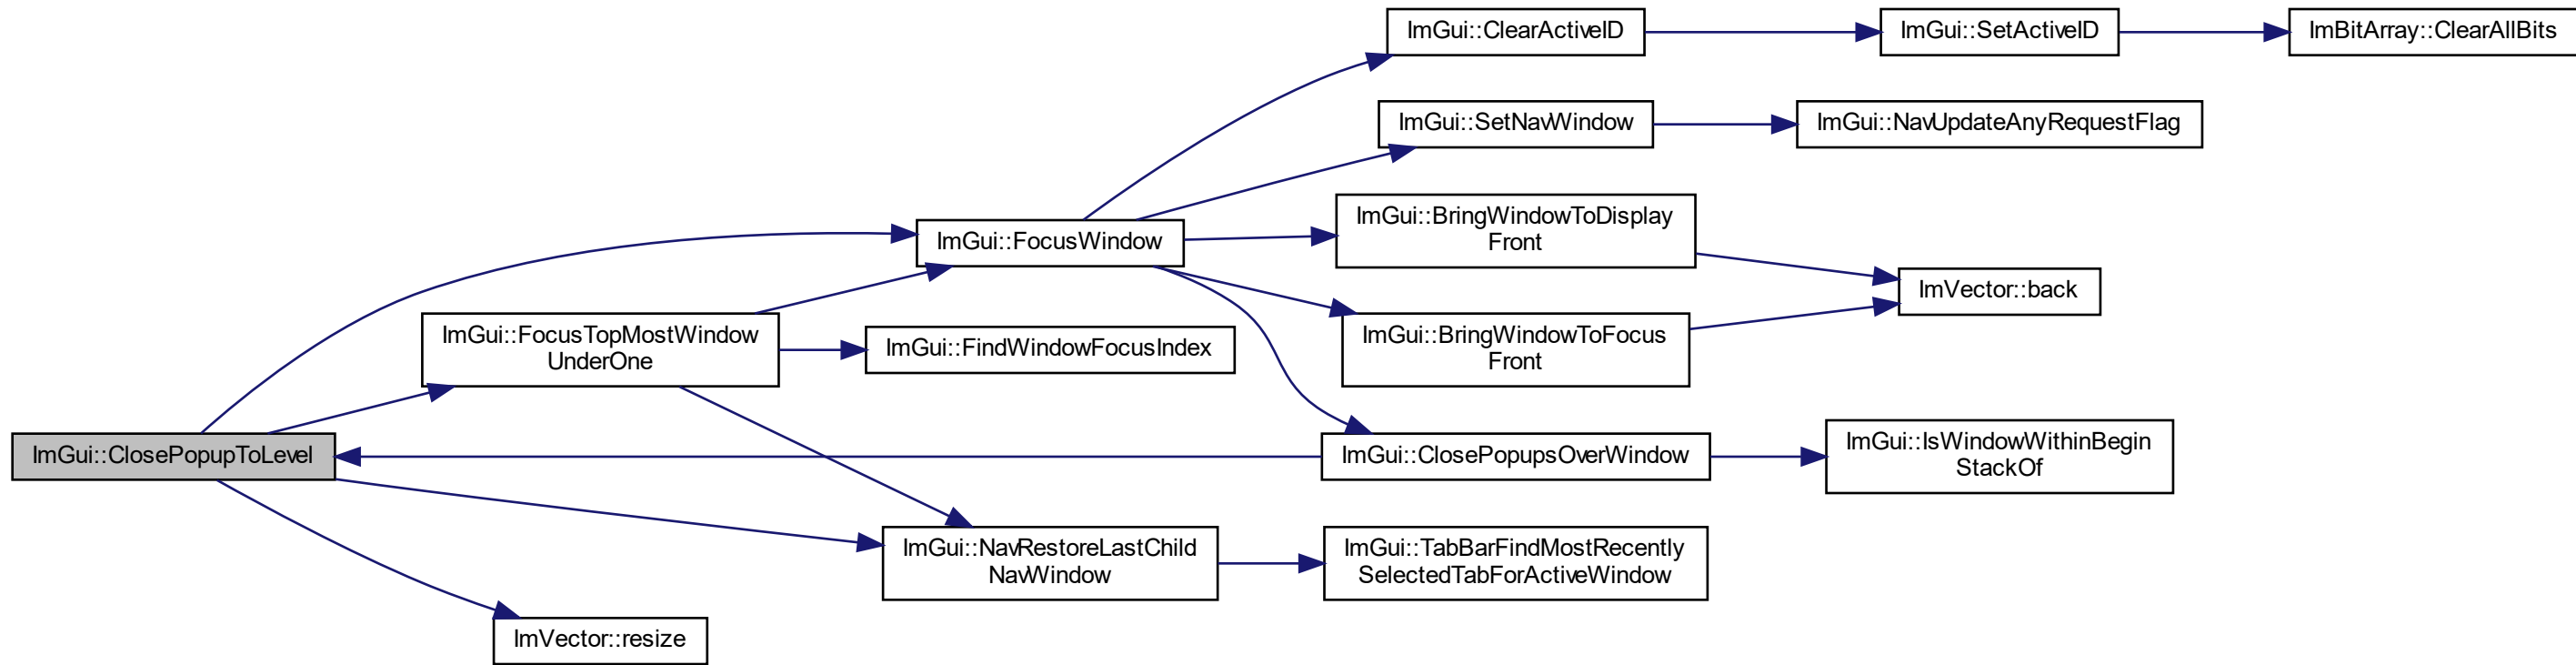 ImGui::ClearActiveID
ImGui::SetActiveID
ImBitArray::ClearAllBits
ImGui::SetNavWindow
ImGui::NavUpdateAnyRequestFlag
ImGui::BringWindowToDisplay
Front
ImGui::FocusWindow
ImVector::back
ImGui::FocusTopMostWindow
UnderOne
ImGui::FindWindowFocusIndex
ImGui::BringWindowToFocus
Front
ImGui::ClosePopupToLevel
ImGui::ClosePopupsOverWindow
ImGui::IsWindowWithinBegin
StackOf
ImGui::NavRestoreLastChild
NavWindow
ImGui::TabBarFindMostRecently
SelectedTabForActiveWindow
ImVector::resize